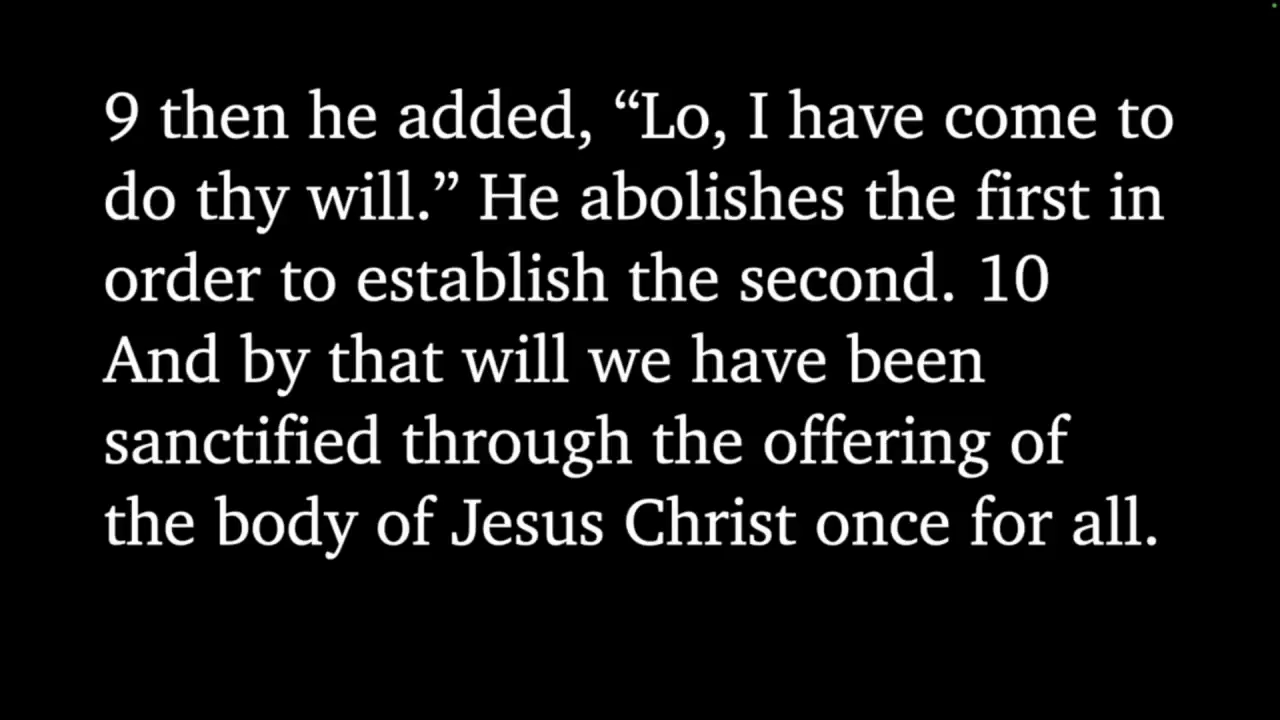 9 then he added, “Lo, I have come to
do thy will.” He abolishes the first in
order to establish the second. 10
And by that will we have been
sanctified through the offering of
the body of Jesus Christ once for all.